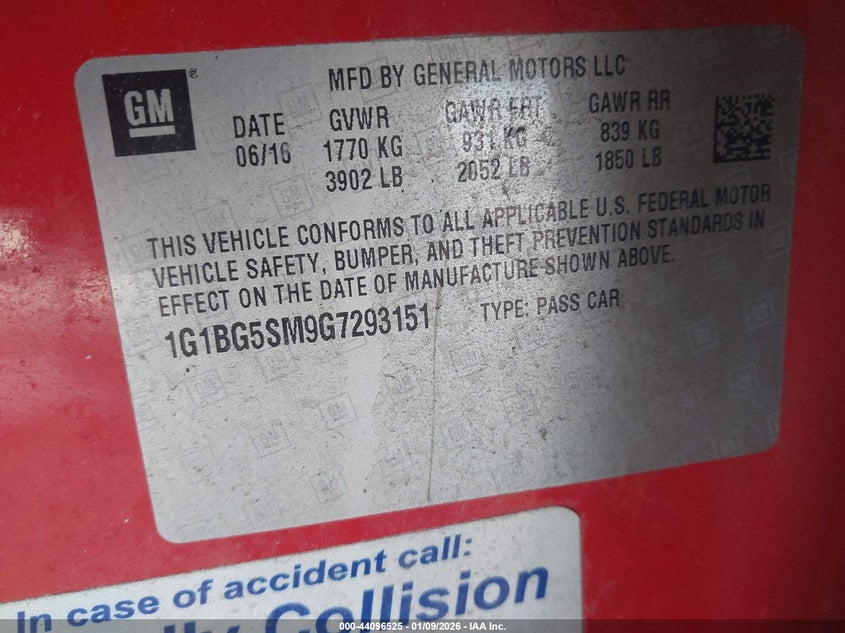 GM®
MFD BY GENERAL MOTORS LLC
DATE GVWR GAWR FRT GAWR RR
06/16 1770 KG 931 KG 839 KG
3902 LB 2052 LB 1850 LB
THIS VEHICLE CONFORMS TO ALL APPLICABLE U.S. FEDERAL MOTOR
VEHICLE SAFETY, BUMPER, AND THEFT PREVENTION STANDARDS IN
EFFECT ON THE DATE OF MANUFACTURE SHOWN ABOVE.
1G1BG5SM9G7293151 TYPE: PASS CAR
In case of accident call:
Collision
000-44096525 - 01/09/2026 - IAA Inc.